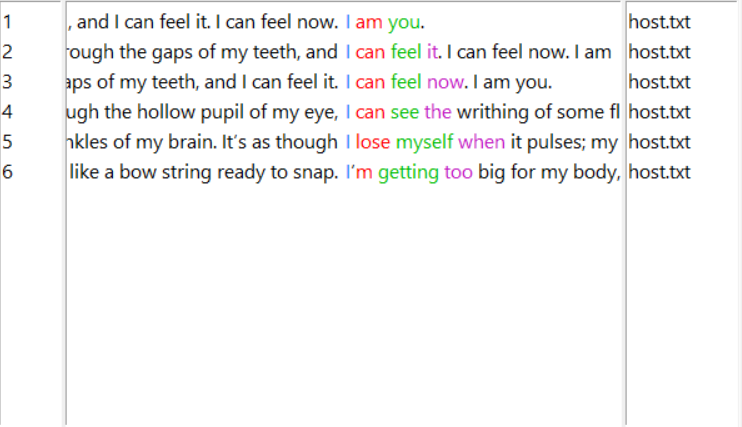 1 , and I can feel it. I can feel now. I am you. host.txt
2 rough the gaps of my teeth, and I can feel it. I can feel now. I am host.txt
3 aps of my teeth, and I can feel it. I can feel now. I am you. host.txt
4 ugh the hollow pupil of my eye, I can see the writhing of some fl host.txt
5 nkles of my brain. It's as though I lose myself when it pulses; my host.txt
6 like a bow string ready to snap. I'm getting too big for my body, host.txt